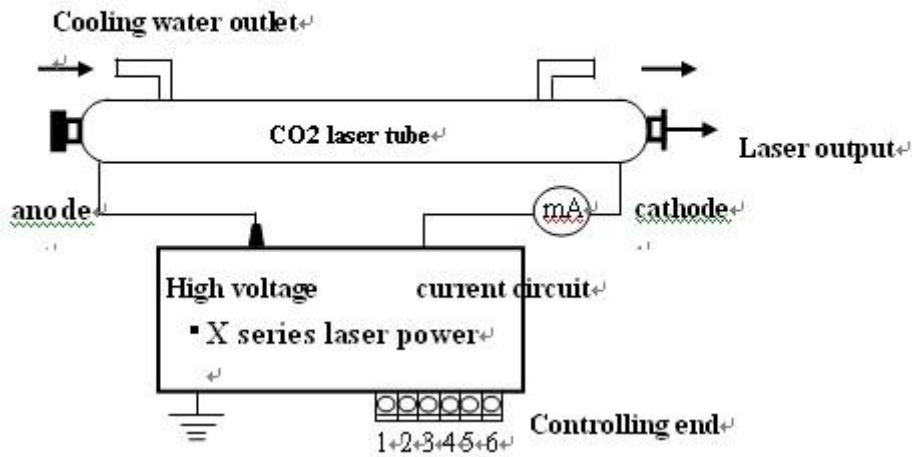 Cooling water outlet↵
↵
CO2 laser tube↵
Laser output↵
anode↵
mA↵
cathode↵
↵
↵
High voltage
current circuit↵
▪ X series laser power↵
↵
Controlling end↵
1↵2↵3↵4↵5↵6↵